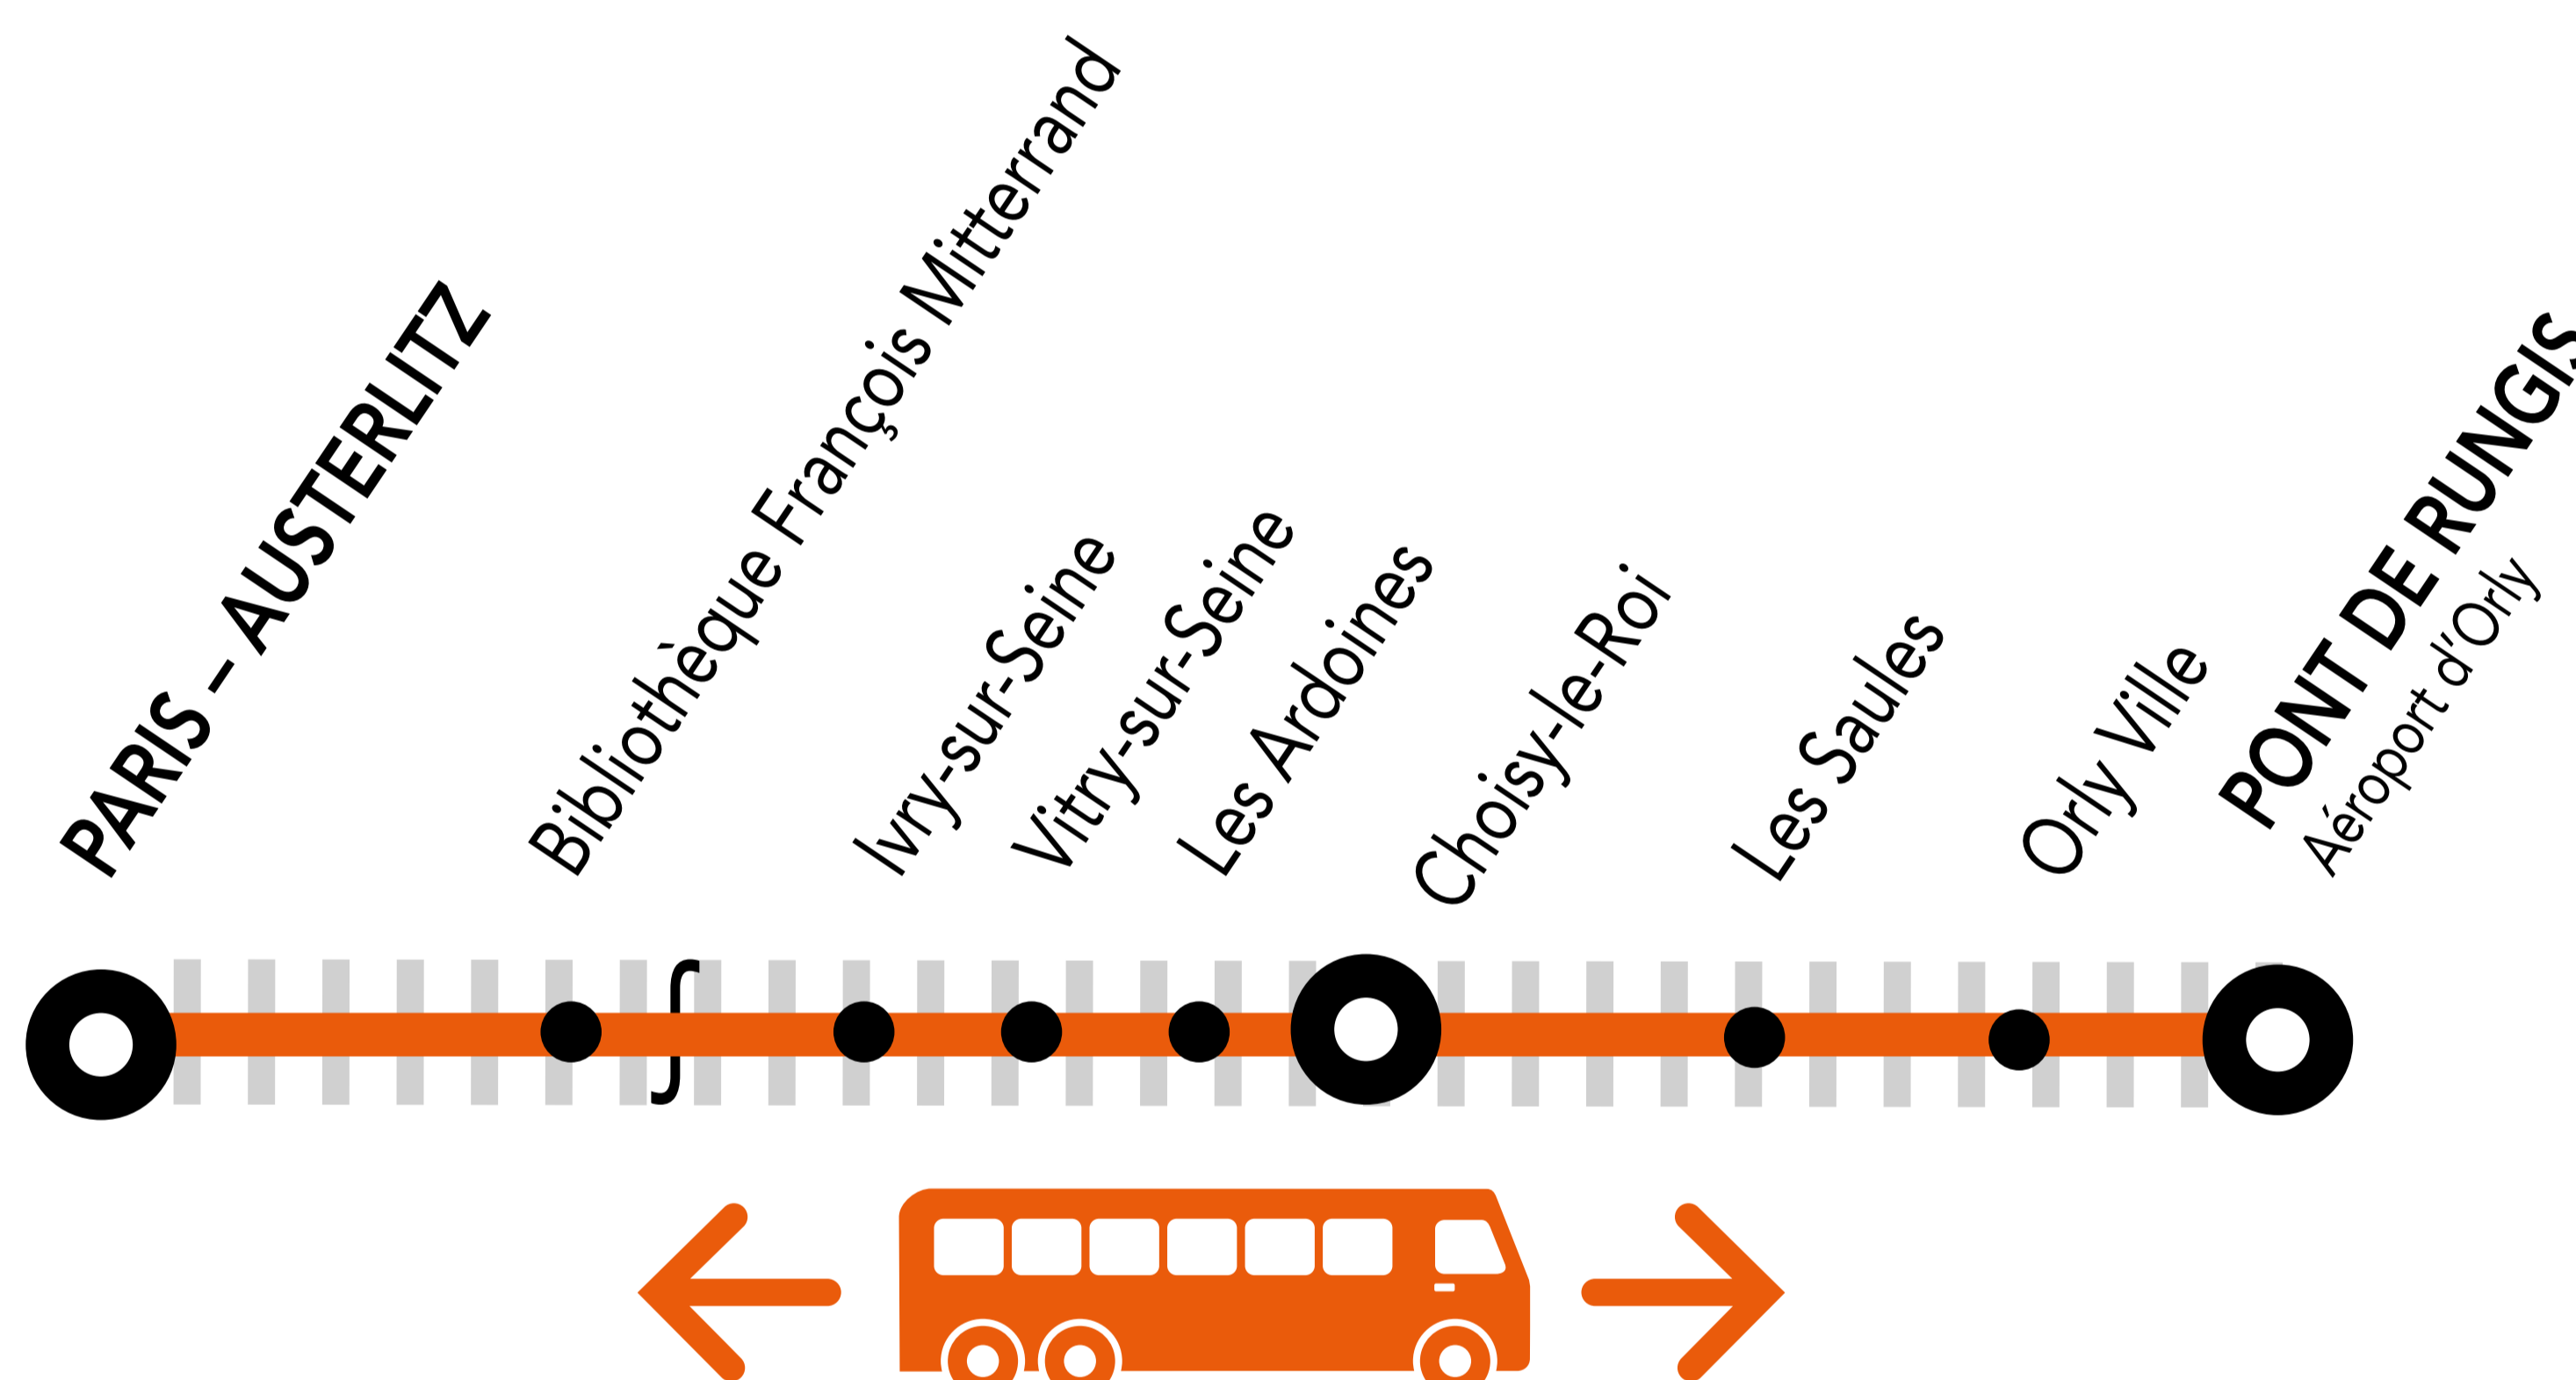 PARIS – AUSTERLITZ
Bibliothèque François Mitterrand
Ivry-sur-Seine
Vitry-sur-Seine
Les Ardoines
Choisy-le-Roi
Les Saules
Orly Ville
PONT DE RUNGIS
Aéroport d'Orly